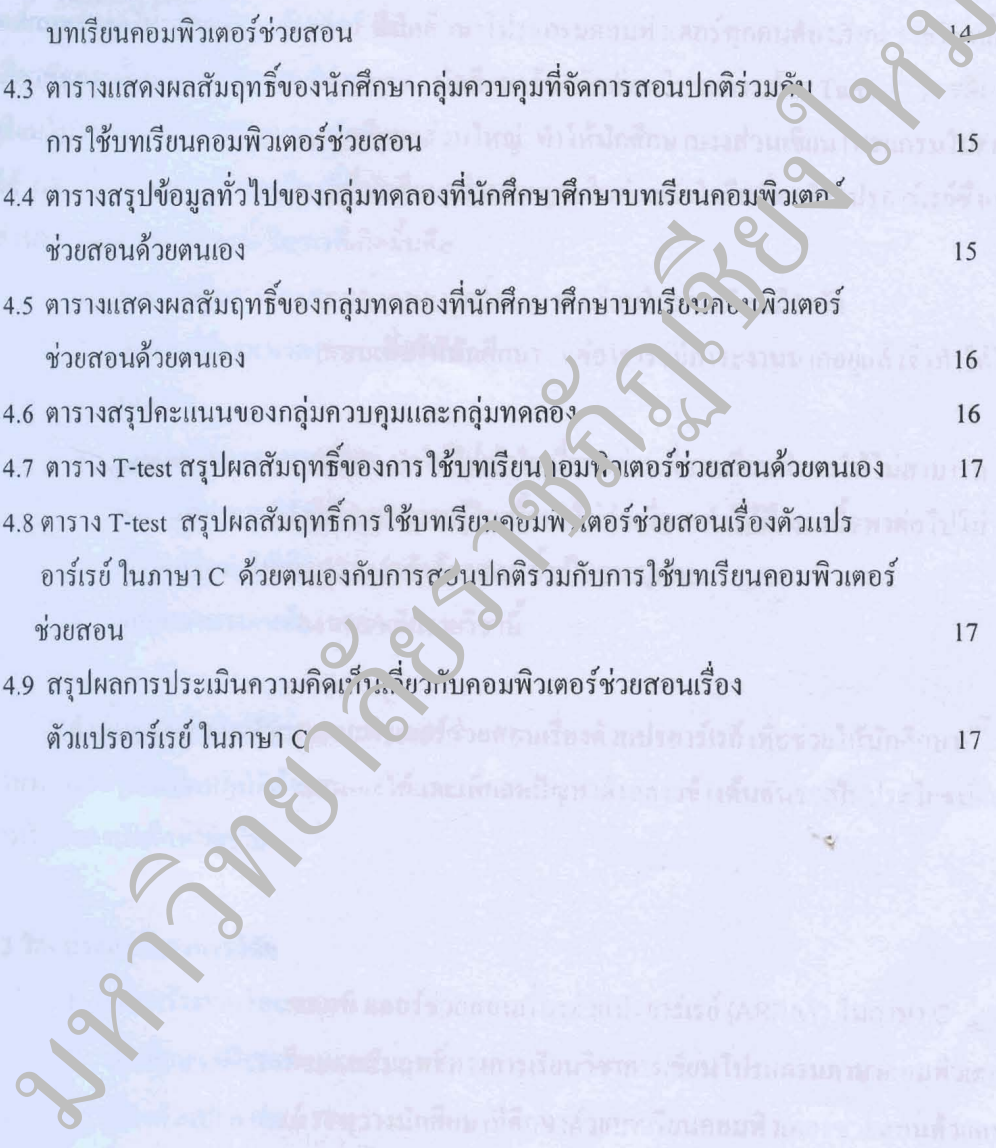 บทเรียนคอมพิวเตอร์ช่วยสอน 14
4.3 ตารางแสดงผลสัมฤทธิ์ของนักศึกษากลุ่มควบคุมที่จัดการสอนปกติร่วมกับ
การใช้บทเรียนคอมพิวเตอร์ช่วยสอน 15
4.4 ตารางสรุปข้อมูลทั่วไปของกลุ่มทดลองที่นักศึกษาศึกษาบทเรียนคอมพิวเตอร์
ช่วยสอนด้วยตนเอง 15
4.5 ตารางแสดงผลสัมฤทธิ์ของกลุ่มทดลองที่นักศึกษาศึกษาบทเรียนคอมพิวเตอร์
ช่วยสอนด้วยตนเอง 16
4.6 ตารางสรุปคะแนนของกลุ่มควบคุมและกลุ่มทดลอง 16
4.7 ตาราง T-test สรุปผลสัมฤทธิ์ของการใช้บทเรียนคอมพิวเตอร์ช่วยสอนด้วยตนเอง 17
4.8 ตาราง T-test สรุปผลสัมฤทธิ์การใช้บทเรียนคอมพิวเตอร์ช่วยสอนเรื่องตัวแปร
อาร์เรย์ ในภาษา C ด้วยตนเองกับการสอนปกติร่วมกับการใช้บทเรียนคอมพิวเตอร์
ช่วยสอน 17
4.9 สรุปผลการประเมินความคิดเห็นเกี่ยวกับคอมพิวเตอร์ช่วยสอนเรื่อง
ตัวแปรอาร์เรย์ ในภาษา C 17
มหาวิทยาลัยราชภัฏเชียงใหม่